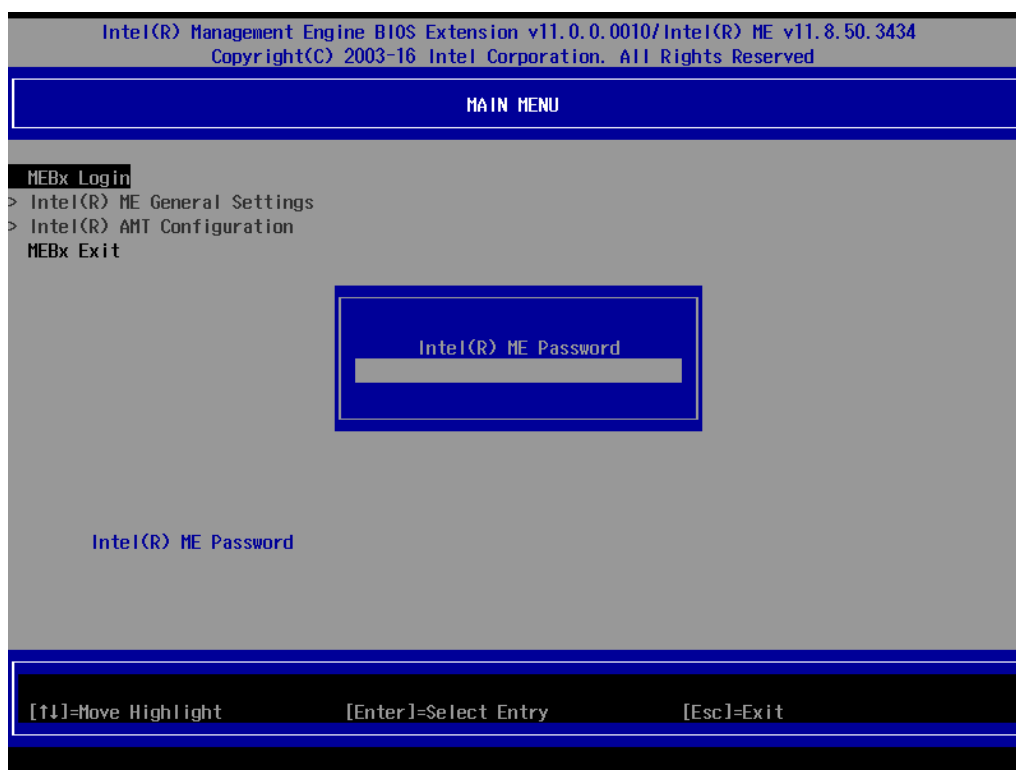 Intel(R) Management Engine BIOS Extension v11.0.0.0010/Intel(R) ME v11.8.50.3434
Copyright(C) 2003-16 Intel Corporation. All Rights Reserved
MAIN MENU
MEBx Login
> Intel(R) ME General Settings
> Intel(R) AMT Configuration
MEBx Exit
Intel(R) ME Password
Intel(R) ME Password
[↑↓]=Move Highlight [Enter]=Select Entry [Esc]=Exit